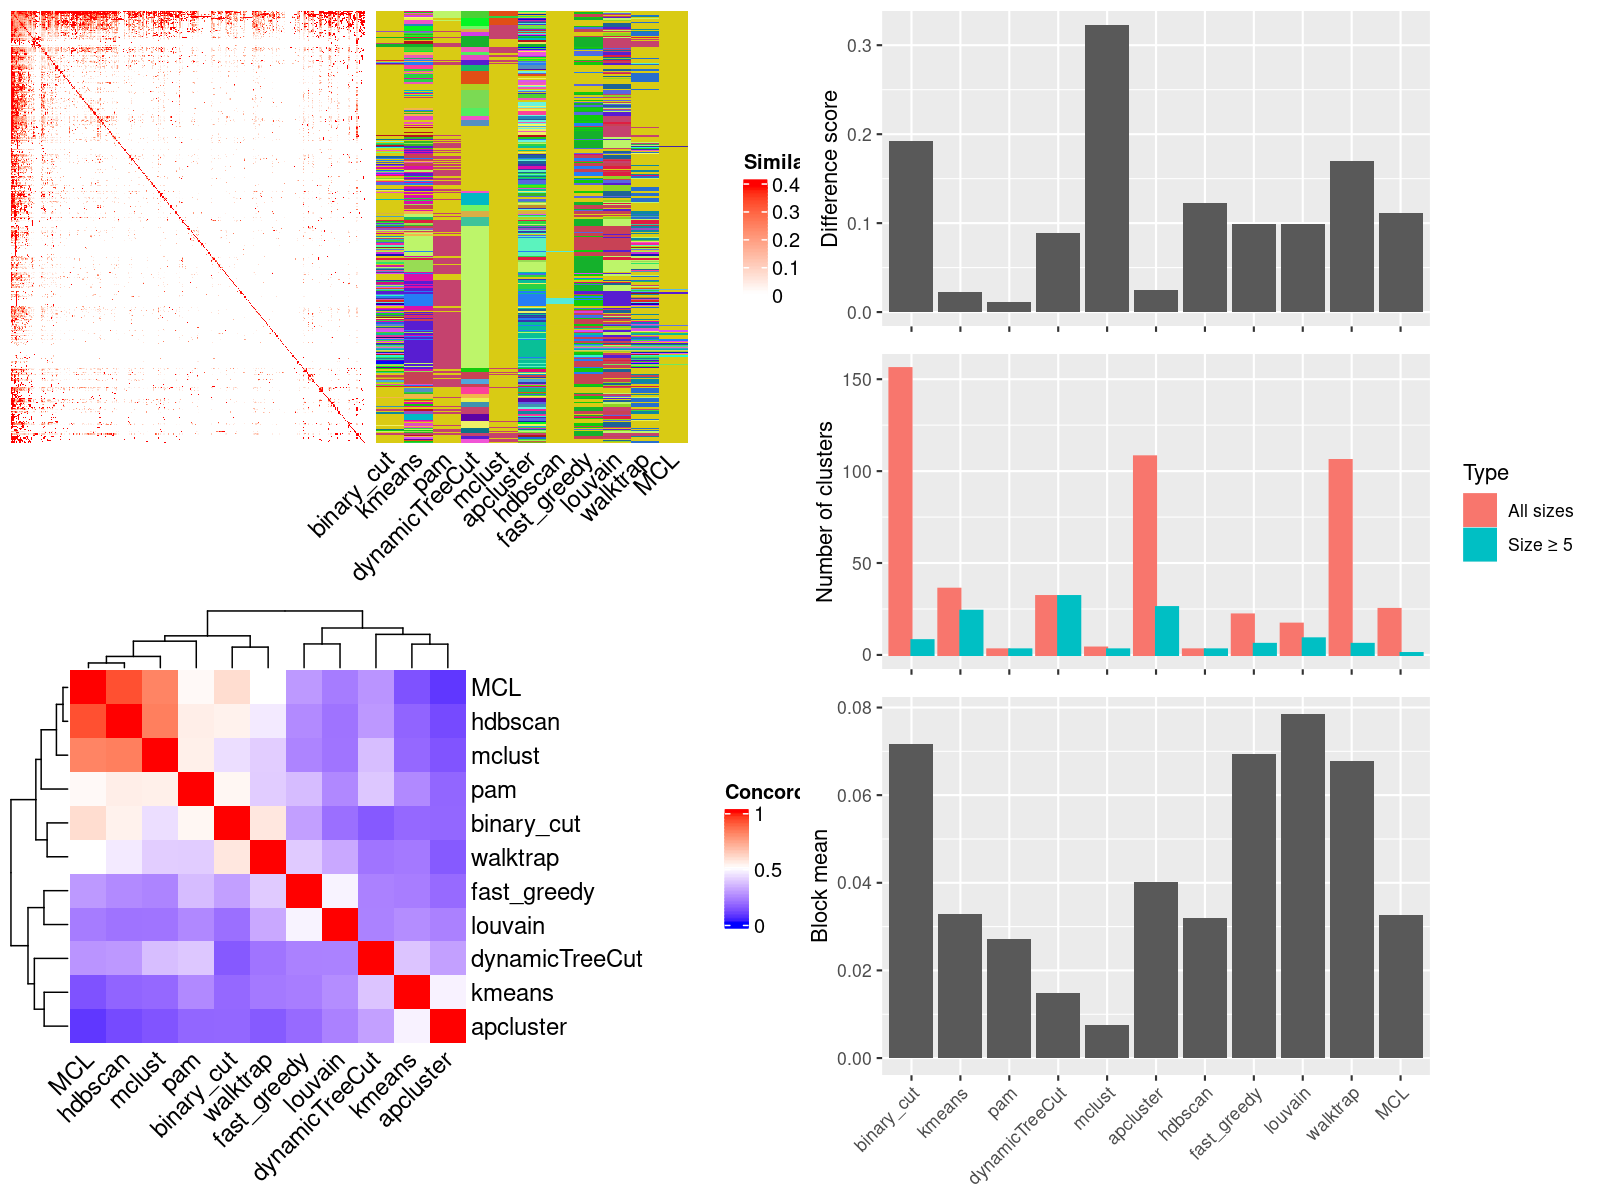 Simila
0.4
0.3
0.2
0.1
0
binary_cut
kmeans
pam
dynamicTreeCut
mclust
apcluster
hdbscan
fast_greedy
louvain
walktrap
MCL
MCL
hdbscan
mclust
pam
binary_cut
walktrap
fast_greedy
louvain
dynamicTreeCut
kmeans
apcluster
MCL
hdbscan
mclust
pam
binary_cut
walktrap
fast_greedy
louvain
dynamicTreeCut
kmeans
apcluster
Concord
1
0.5
0
Difference score
0.3
0.2
0.1
0.0
Number of clusters
150
100
50
0
Type
All sizes
Size ≥ 5
Block mean
0.08
0.06
0.04
0.02
0.00
binary_cut
kmeans
pam
dynamicTreeCut
mclust
apcluster
hdbscan
fast_greedy
louvain
walktrap
MCL